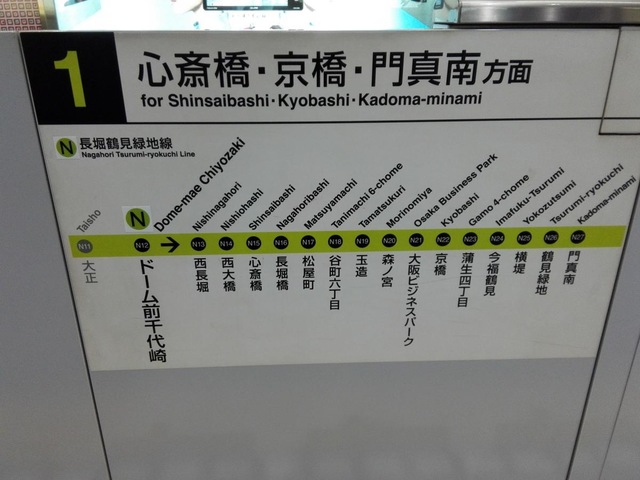 1
心斎橋・京橋・門真南方面
for Shinsaibashi・Kyobashi・Kadoma-minami
N 長堀鶴見緑地線
Nagahori Tsurumi-ryokuchi Line
N
Taisho
Dome-mae Chiyozaki
Nishinagahori
Nishiohashi
Shinsaibashi
Nagahoribashi
Matsuyamachi
Tanimachi 6-chome
Tamatsukuri
Morinomiya
Osaka Business Park
Kyobashi
Gamo 4-chome
Imafuku-Tsurumi
Yokozutsumi
Tsurumi-ryokuchi
Kadoma-minami
N11 N12 N13 N14 N15 N16 N17 N18 N19 N20 N21 N22 N23 N24 N25 N26 N27
大正
ドーム前千代崎
西長堀
西大橋
心斎橋
長堀橋
松屋町
谷町六丁目
玉造
森ノ宮
大阪ビジネスパーク
京橋
蒲生四丁目
今福鶴見
横堤
鶴見緑地
門真南